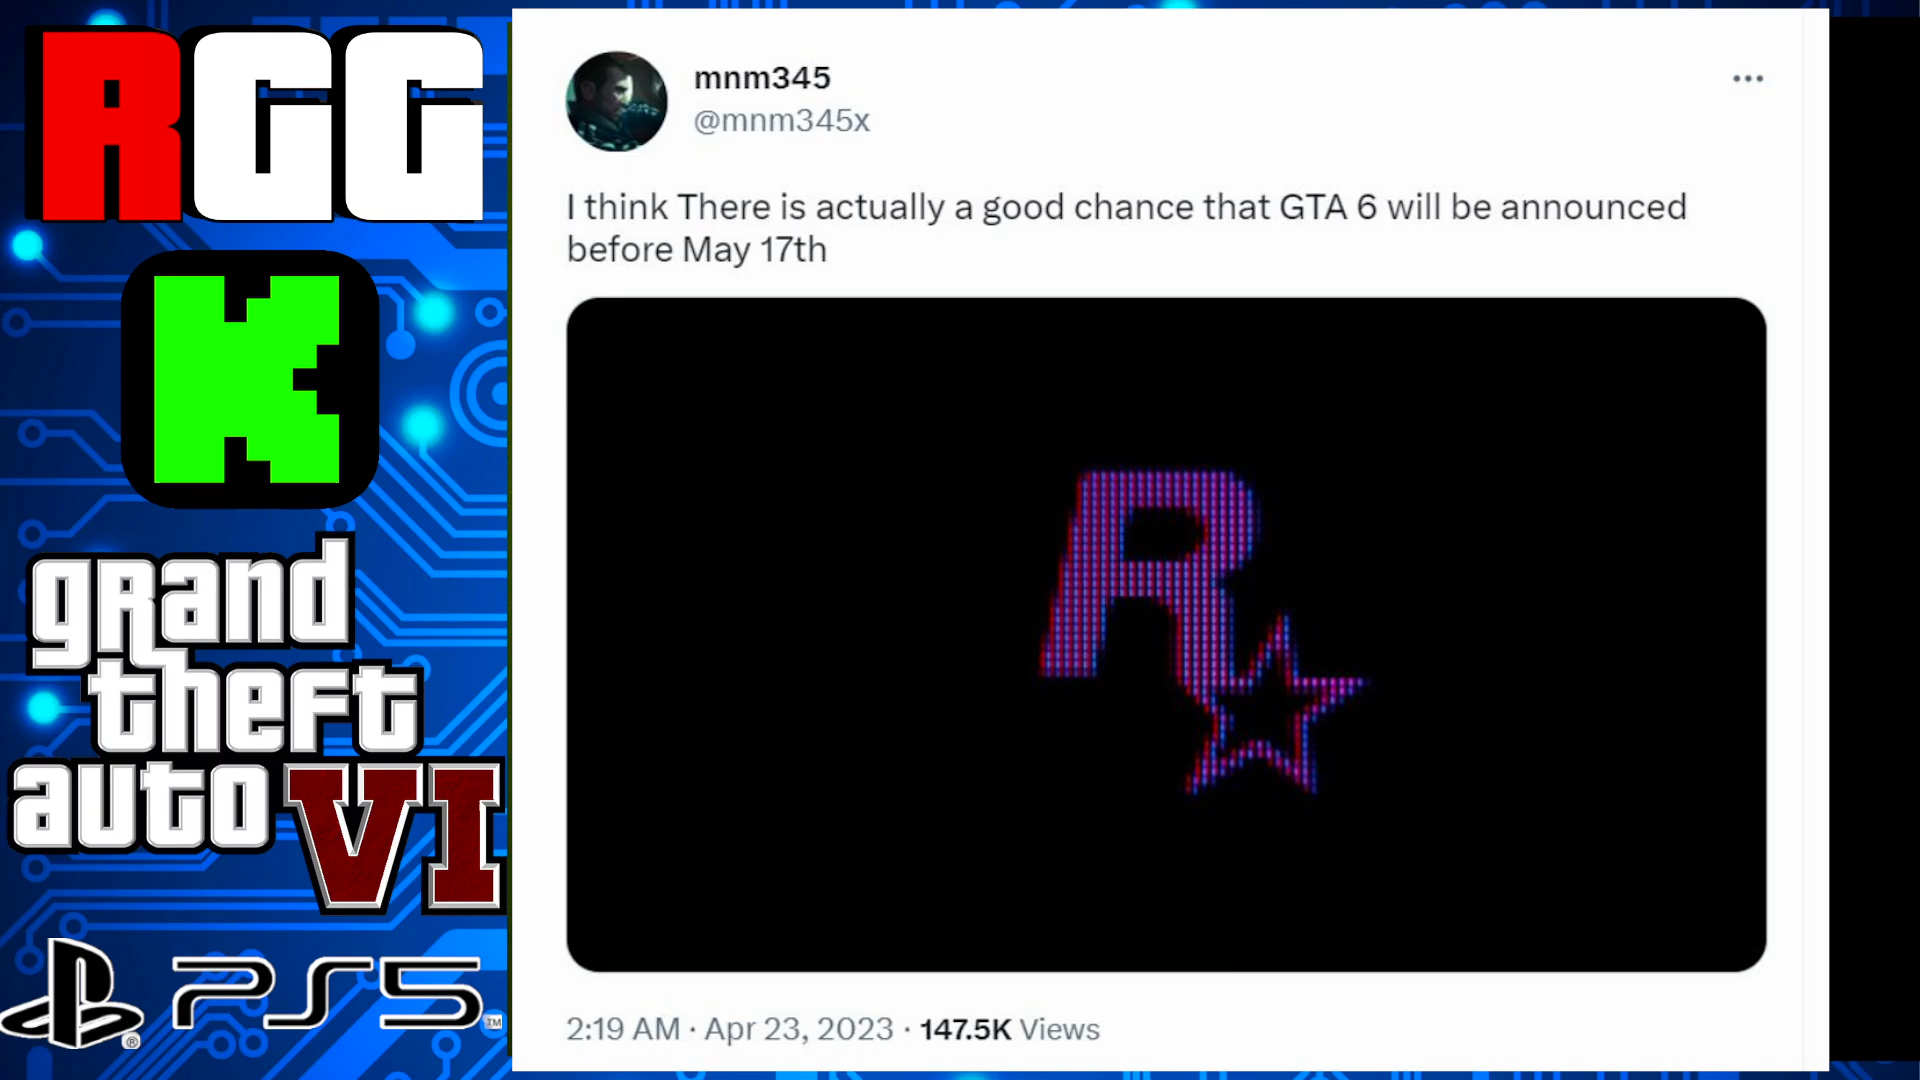 RGG
K
grand
theft
auto VI
PS5
®
TM
mnm345
@mnm345x
I think There is actually a good chance that GTA 6 will be announced
before May 17th
R
2:19 AM · Apr 23, 2023 · 147.5K Views